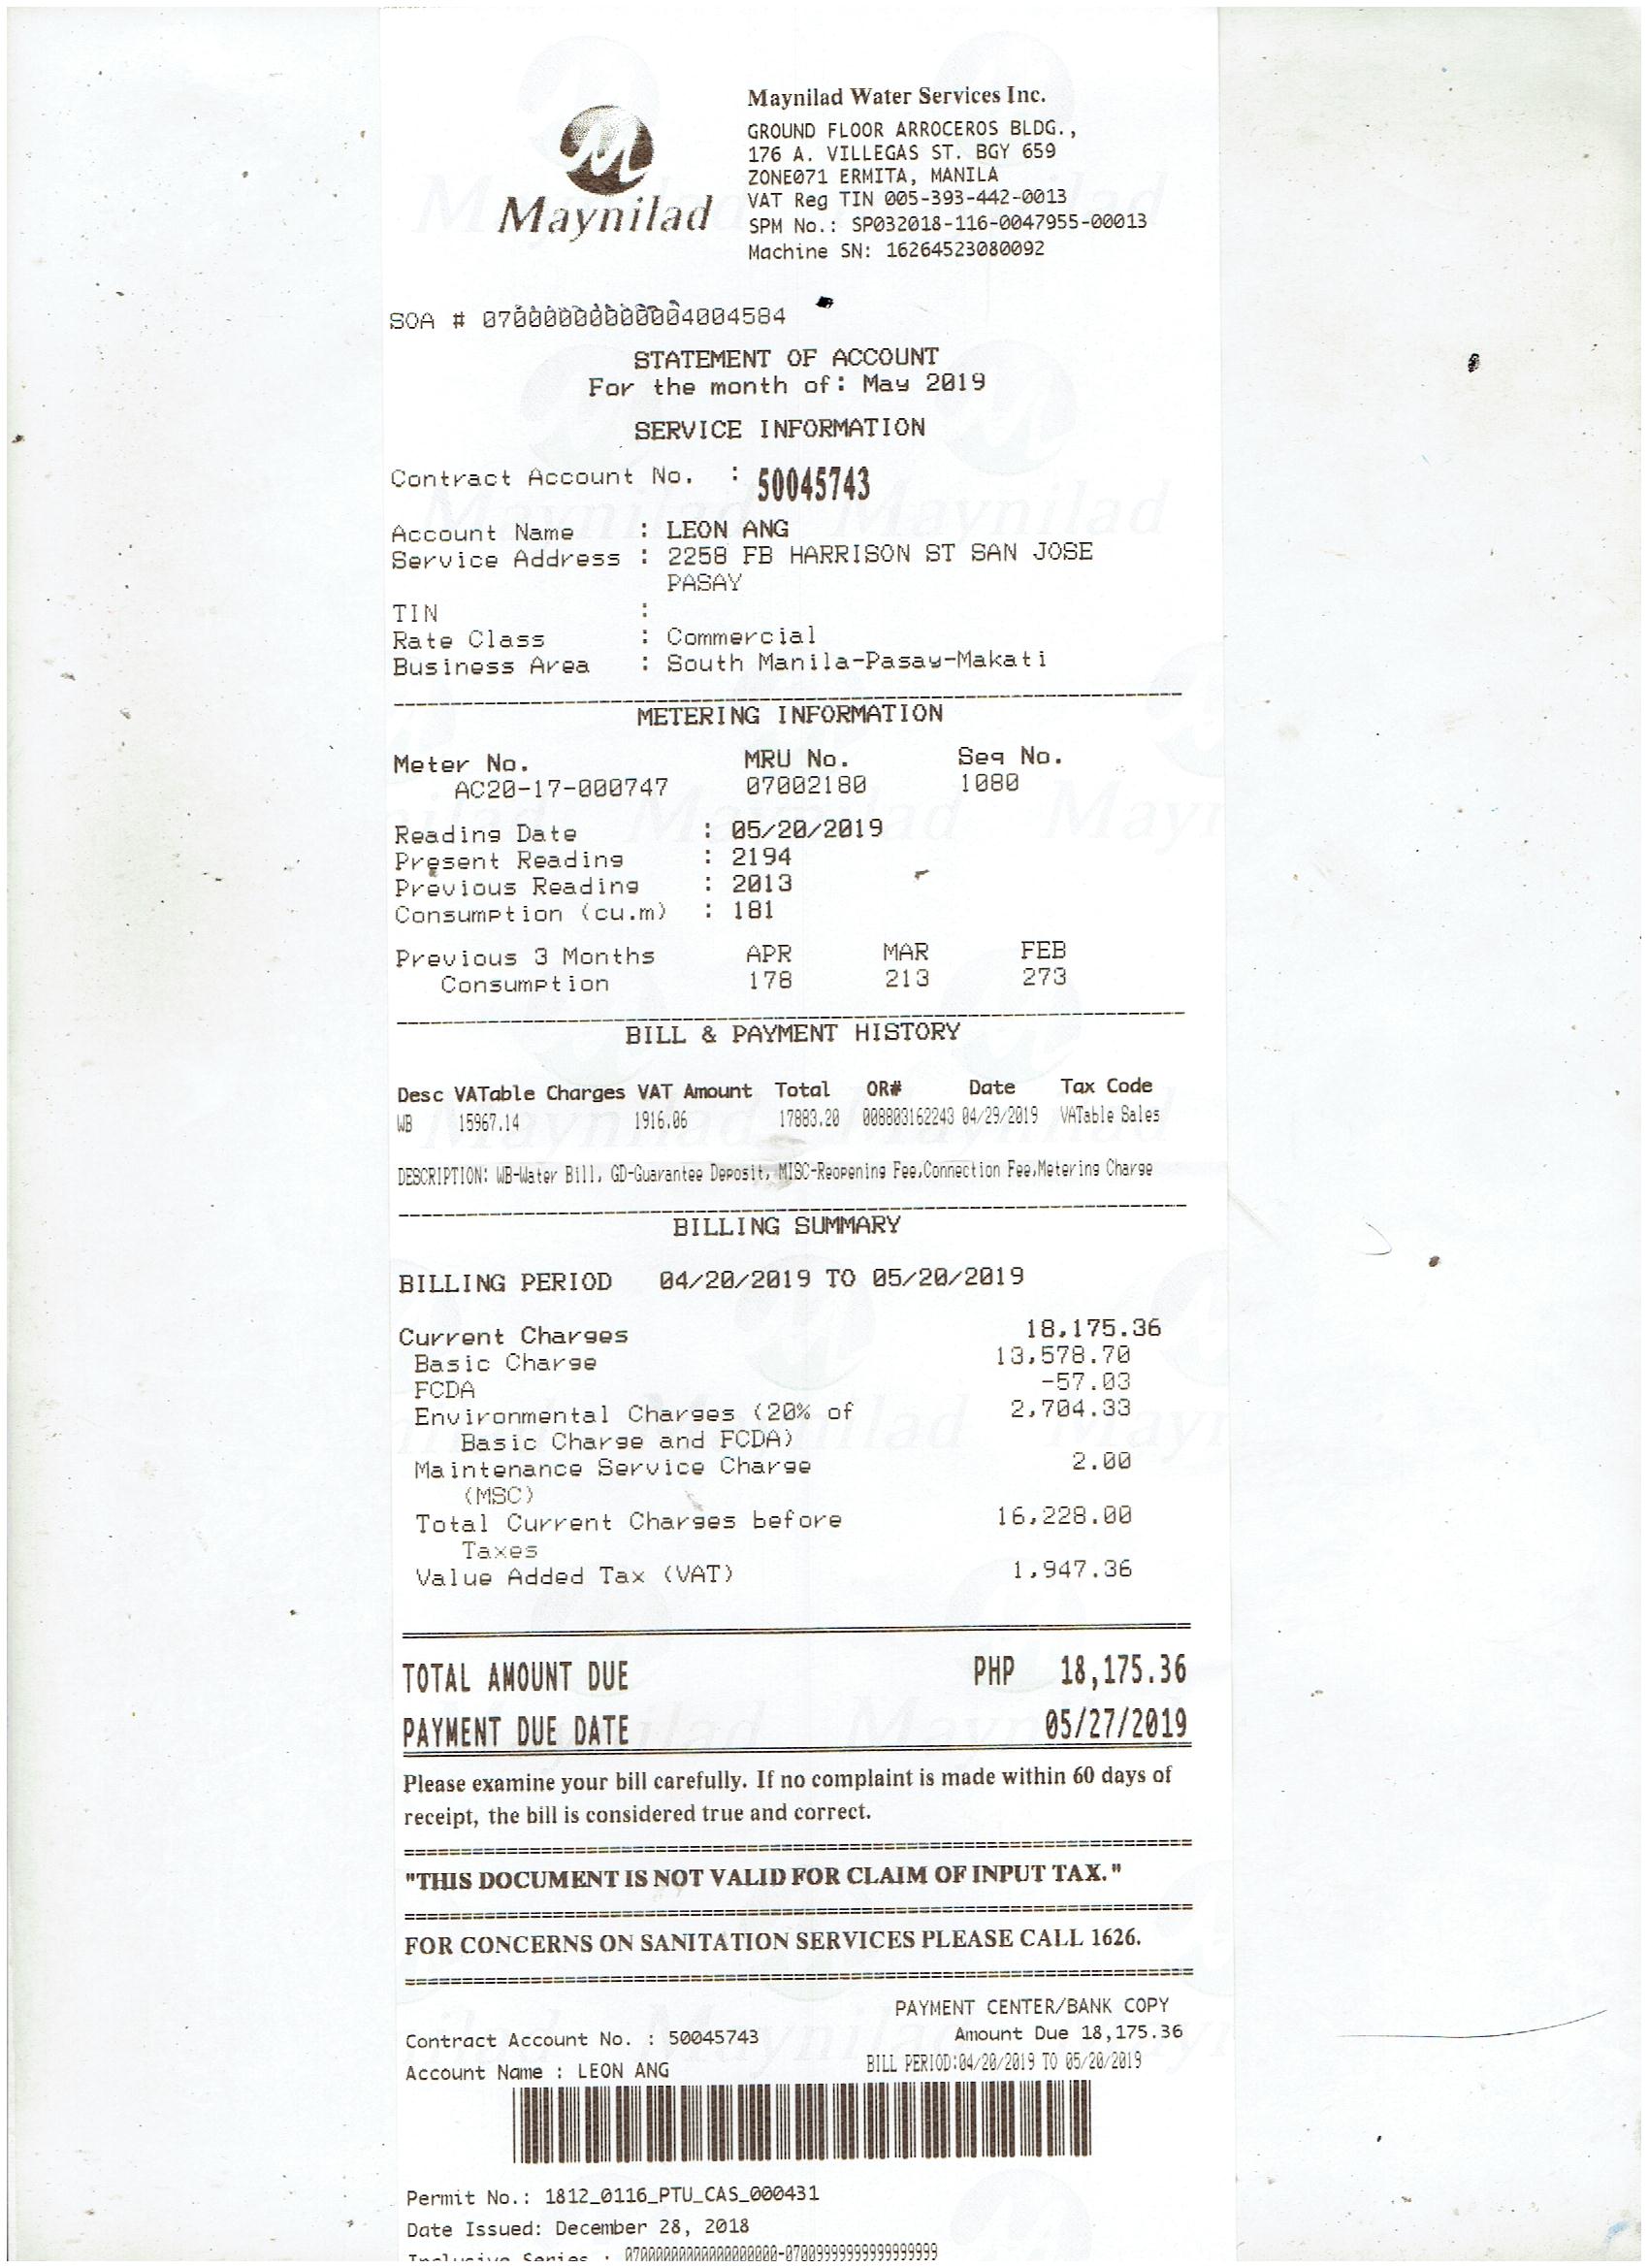 Maynilad
Maynilad Water Services Inc.
GROUND FLOOR ARROCEROS BLDG.,
176 A. VILLEGAS ST. BGY 659
ZONE071 ERMITA, MANILA
VAT Reg TIN 005-393-442-0013
SPM No.: SP032018-116-0047955-00013
Machine SN: 16264523080092
SOA #
STATEMENT OF ACCOUNT
For the month of: May 2019
SERVICE INFORMATION
Contract Account No. : 50045743
Account Name : LEON ANG
Service Address : 2258 FB HARRISON ST SAN JOSE
PASAY
TIN :
Rate Class : Commercial
Business Area : South Manila-Pasay-Makati
METERING INFORMATION
Meter No. MRU No. Seq No.
AC20-17-000747 07002180 1080
Reading Date : 05/20/2019
Present Reading : 2194
Previous Reading : 2013
Consumption (cu.m) : 181
Previous 3 Months APR MAR FEB
Consumption 178 213 273
BILL & PAYMENT HISTORY
Desc VATable Charges VAT Amount Total OR# Date Tax Code
WB 15967.14 1916.06 17883.20 008803162243 04/29/2019 VATable Sales
DESCRIPTION: WB-Water Bill, GD-Guarantee Deposit, MISC-Reopening Fee,Connection Fee,Metering Charge
BILLING SUMMARY
BILLING PERIOD 04/20/2019 TO 05/20/2019
Current Charges 18,175.36
Basic Charge 13,578.70
FCDA -57.03
Environmental Charges (20% of 2,704.33
Basic Charge and FCDA)
Maintenance Service Charge 2.00
(MSC)
Total Current Charges before 16,228.00
Taxes
Value Added Tax (VAT) 1,947.36
TOTAL AMOUNT DUE PHP 18,175.36
PAYMENT DUE DATE 05/27/2019
Please examine your bill carefully. If no complaint is made within 60 days of
receipt, the bill is considered true and correct.
"THIS DOCUMENT IS NOT VALID FOR CLAIM OF INPUT TAX."
FOR CONCERNS ON SANITATION SERVICES PLEASE CALL 1626.
PAYMENT CENTER/BANK COPY
Contract Account No. : 50045743 Amount Due 18,175.36
Account Name : LEON ANG BILL PERIOD:04/20/2019 TO 05/20/2019
Permit No.: 1812_0116_PTU_CAS_000431
Date Issued: December 28, 2018
Inclusive Series :